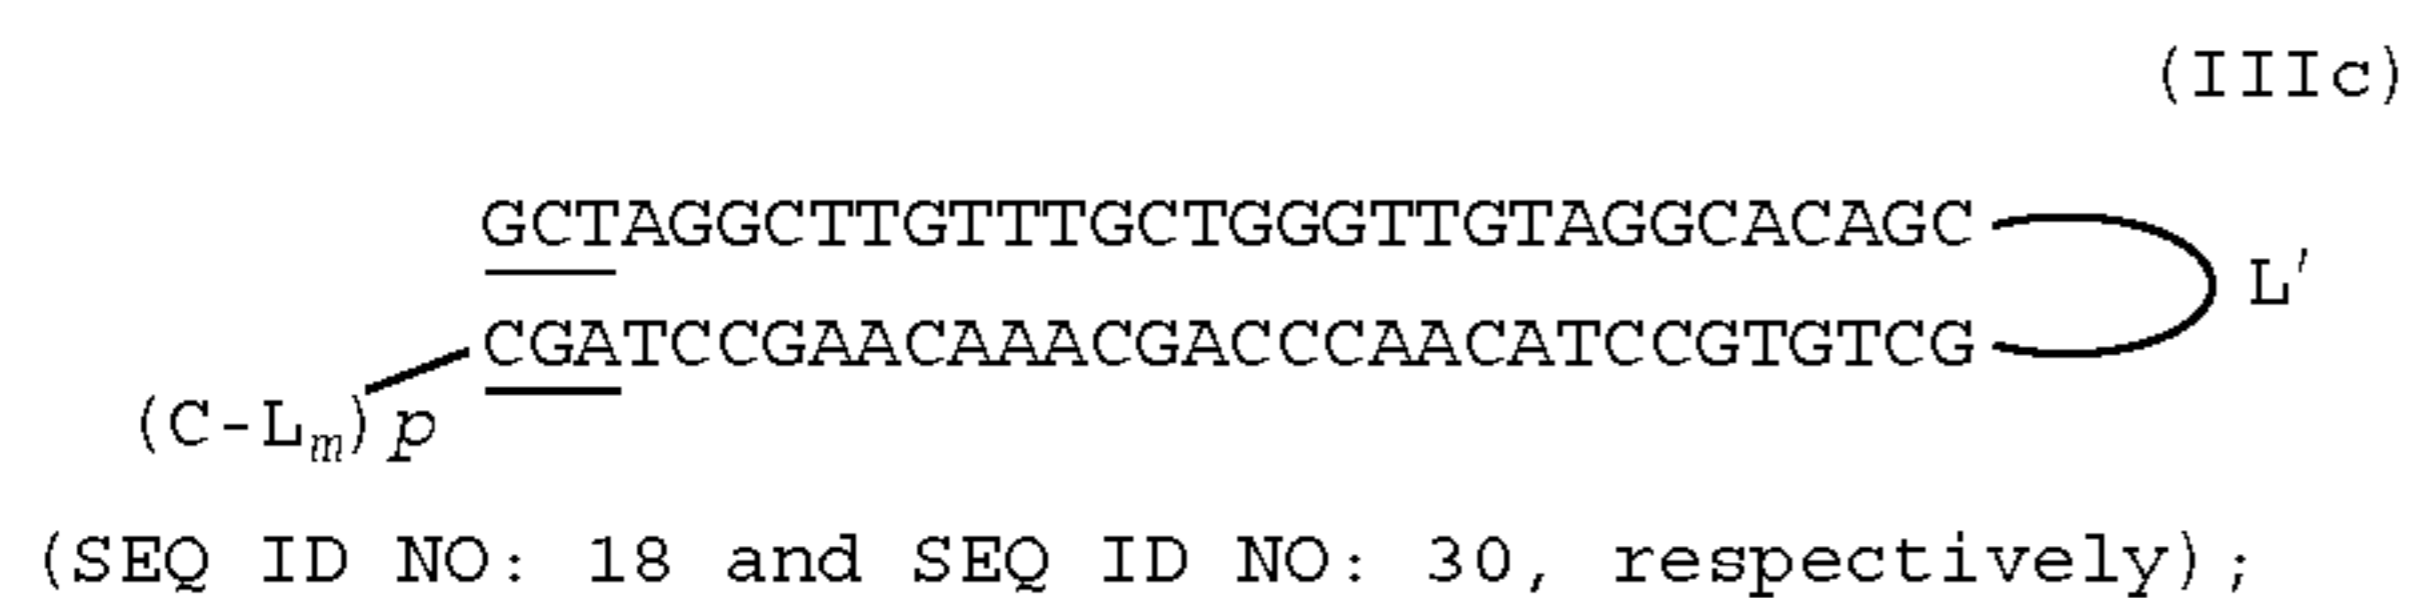 (IIIc)
GCTAGGCTTGTTTGCTGGGTTGTAGGCACAGC
L′
CGATCCGAACAAACGACCCAACATCCGTGTCG
(C-Lm)p
(SEQ ID NO: 18 and SEQ ID NO: 30, respectively);